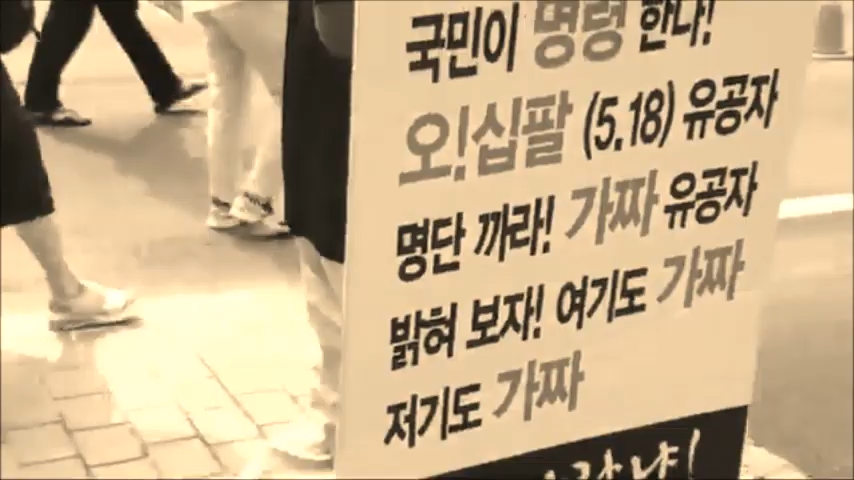 국민이 명령 한다!
오!십팔 (5.18) 유공자
명단 까라! 가짜 유공자
밝혀 보자! 여기도 가짜
저기도 가짜